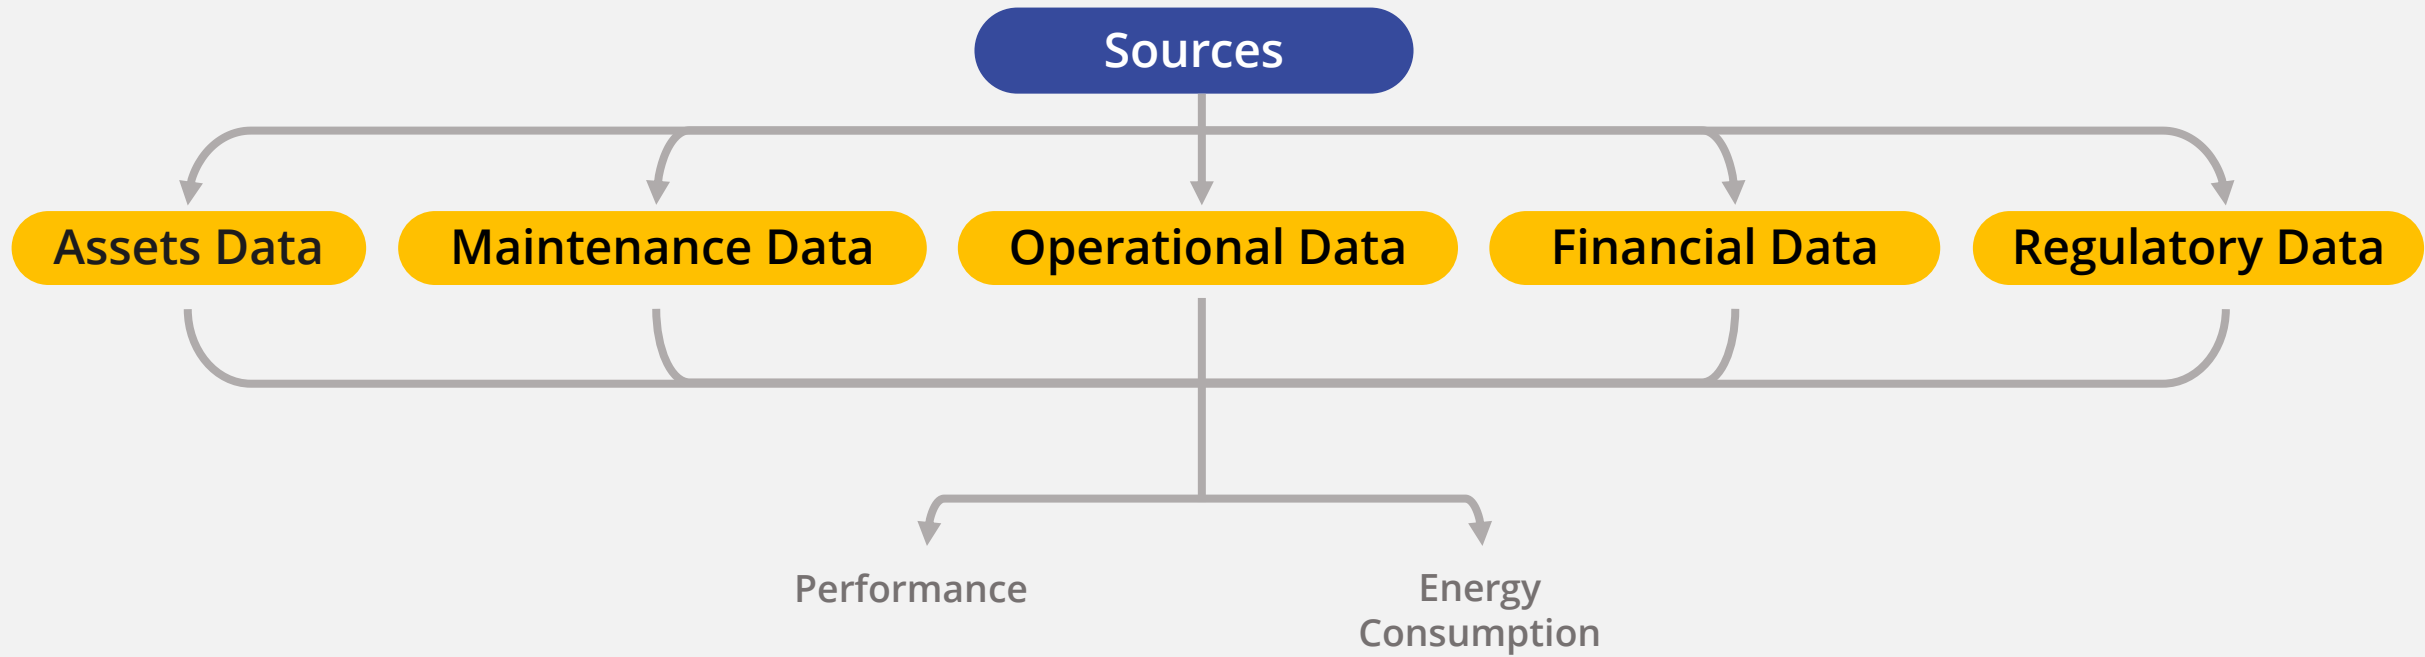 Sources
Assets Data
Maintenance Data
Operational Data
Financial Data
Regulatory Data
Performance
Energy
Consumption